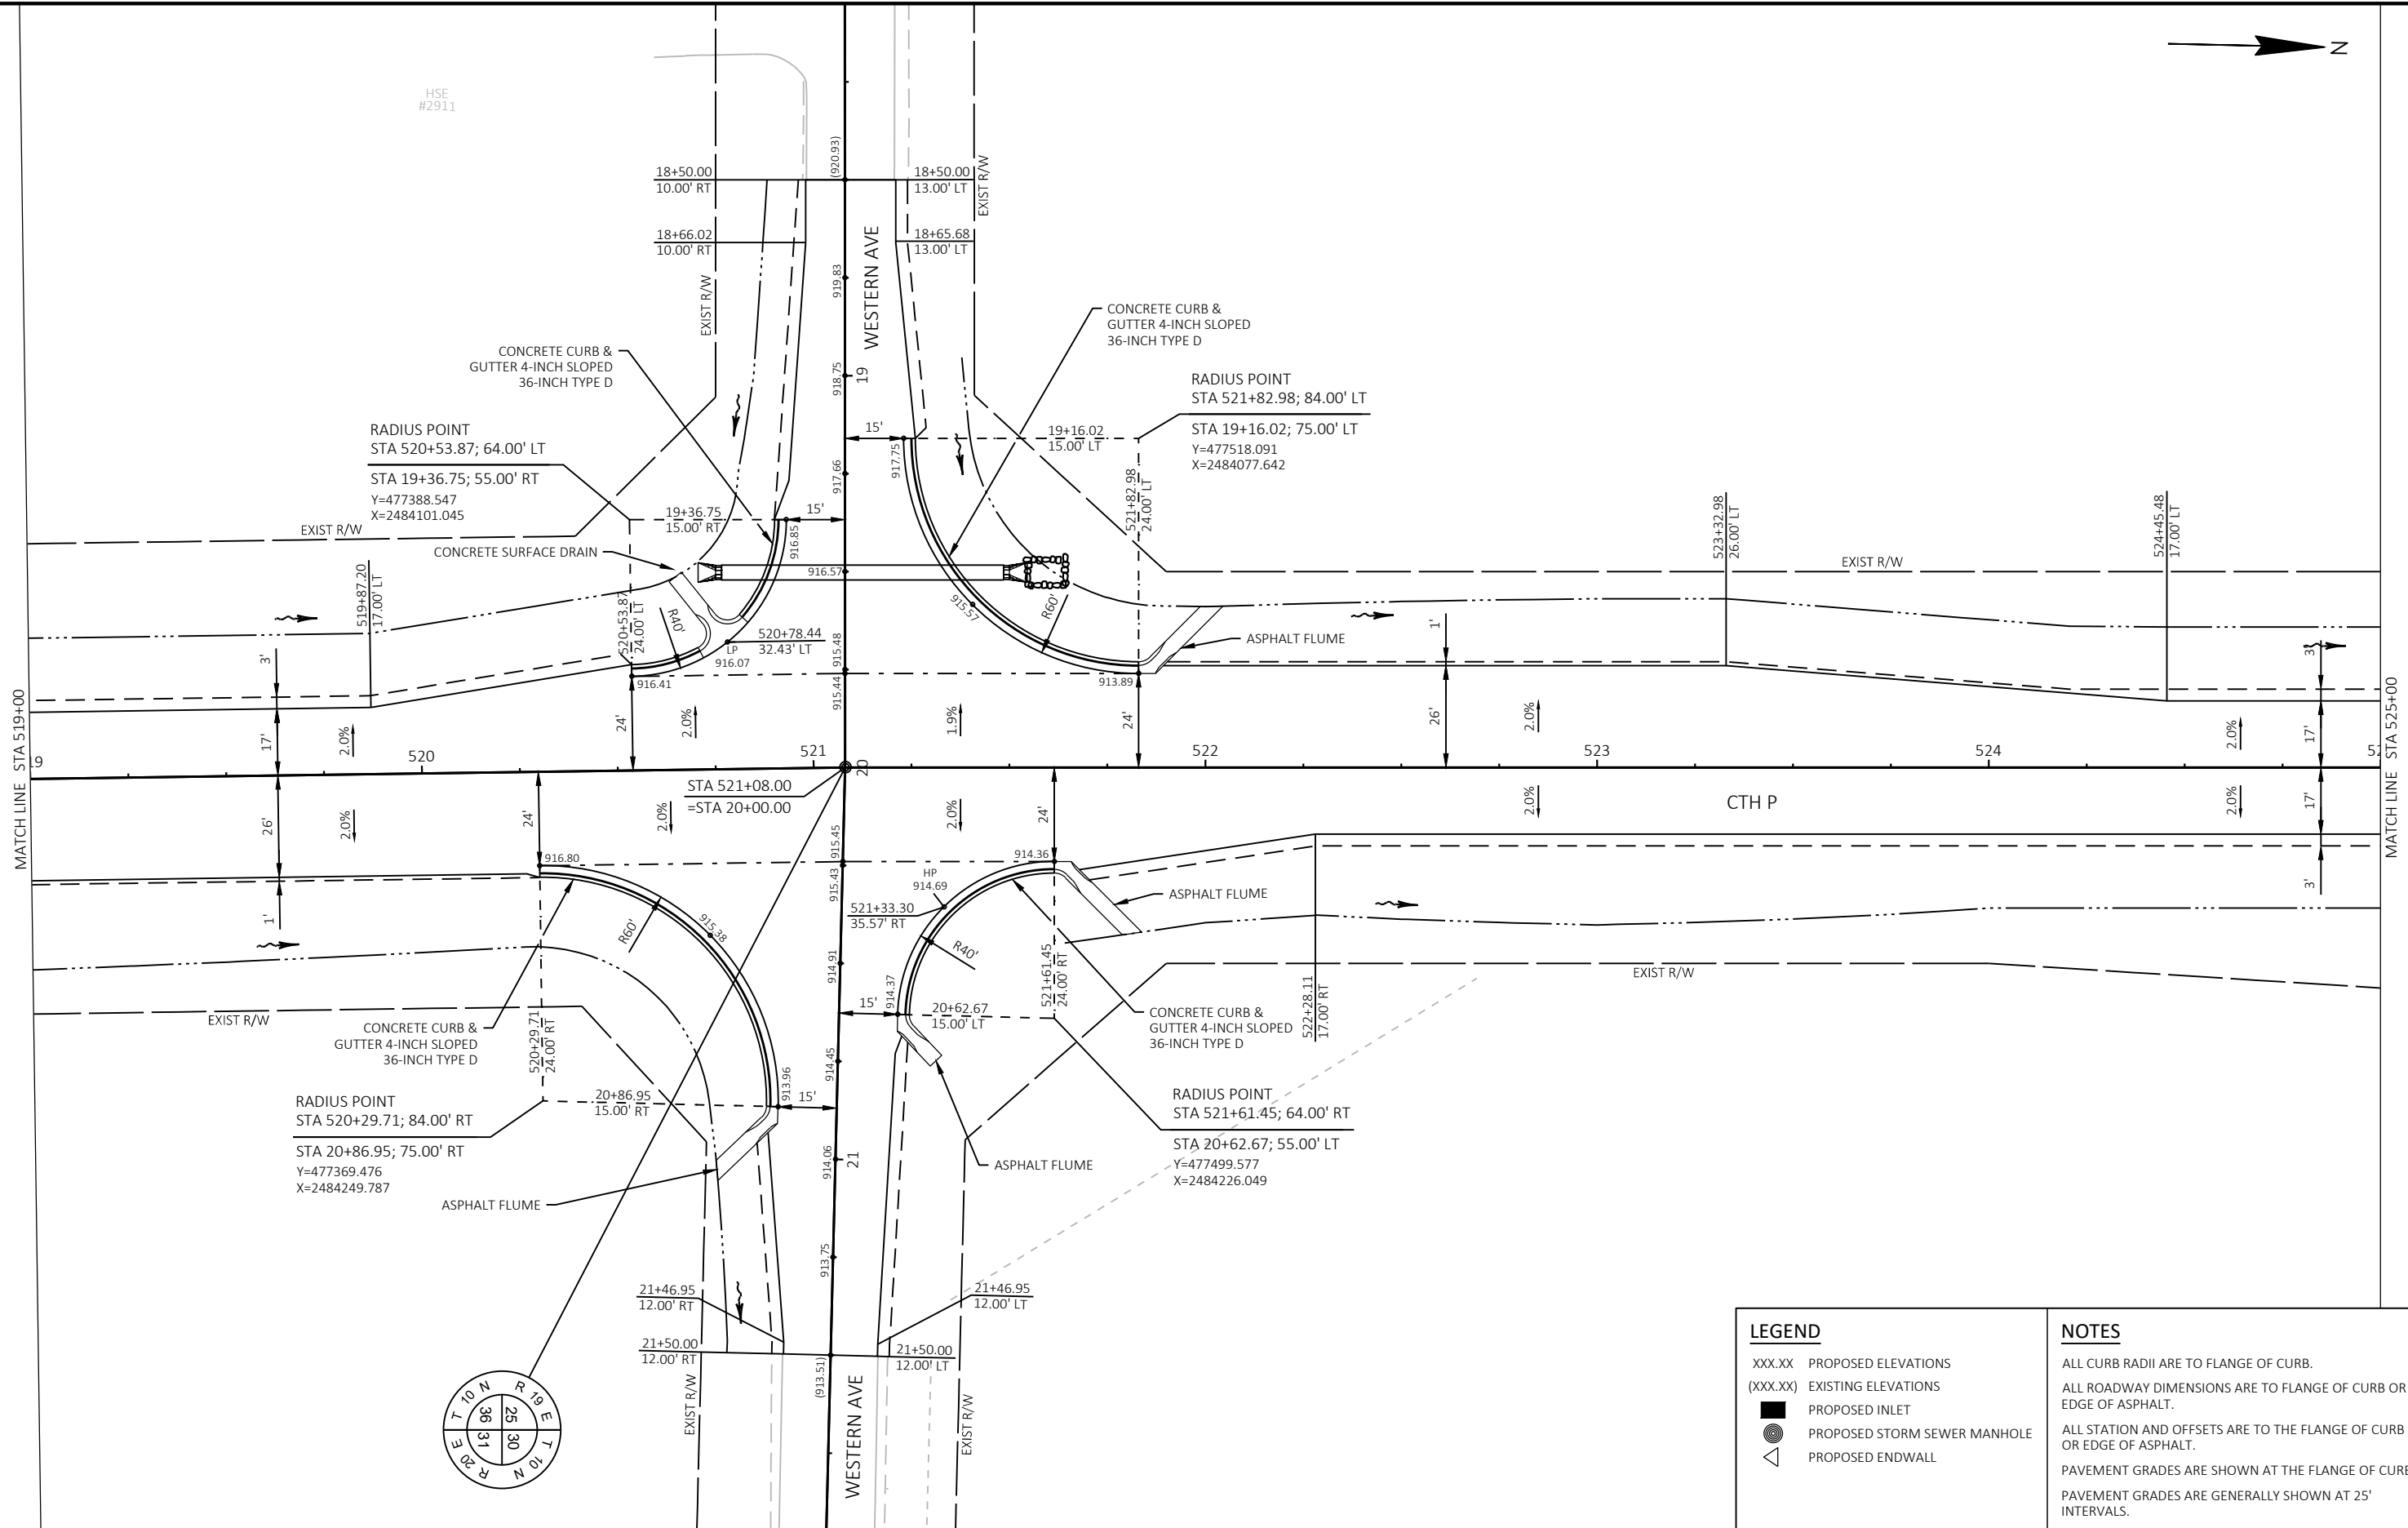 N
HSE
#2911
(920.93)
18+50.00
10.00' RT
18+50.00
13.00' LT
EXIST R/W
18+66.02
10.00' RT
18+65.68
13.00' LT
EXIST R/W
919.83
WESTERN AVE
CONCRETE CURB &
GUTTER 4-INCH SLOPED
36-INCH TYPE D
CONCRETE CURB &
GUTTER 4-INCH SLOPED
36-INCH TYPE D
918.75
19
RADIUS POINT
STA 521+82.98; 84.00' LT
STA 19+16.02; 75.00' LT
Y=477518.091
X=2484077.642
RADIUS POINT
STA 520+53.87; 64.00' LT
STA 19+36.75; 55.00' RT
Y=477388.547
X=2484101.045
15'
19+16.02
15.00' LT
917.75
917.66
521+82.98
24.00' LT
19+36.75
15.00' RT
15'
916.85
EXIST R/W
CONCRETE SURFACE DRAIN
916.57
523+32.98
26.00' LT
524+45.48
17.00' LT
EXIST R/W
519+87.20
17.00' LT
520+53.87
24.00' LT
R40'
915.57
R60'
520+78.44
32.43' LT
LP
916.07
915.48
ASPHALT FLUME
1'
3'
3'
916.41
915.44
913.89
MATCH LINE  STA 519+00
MATCH LINE  STA 525+00
17'
2.0%
24'
2.0%
1.9%
24'
26'
2.0%
2.0%
17'
19
520
521
522
523
524
52
20
STA 521+08.00
=STA 20+00.00
CTH P
26'
2.0%
24'
2.0%
2.0%
24'
2.0%
2.0%
17'
916.80
915.45
915.43
914.36
HP
914.69
521+33.30
35.57' RT
ASPHALT FLUME
1'
3'
R60'
915.38
R40'
914.91
914.37
521+61.45
24.00' RT
EXIST R/W
15'
20+62.67
15.00' LT
EXIST R/W
522+28.11
17.00' RT
CONCRETE CURB &
GUTTER 4-INCH SLOPED
36-INCH TYPE D
520+29.71
24.00' RT
CONCRETE CURB &
GUTTER 4-INCH SLOPED
36-INCH TYPE D
914.45
913.96
20+86.95
15.00' RT
15'
RADIUS POINT
STA 520+29.71; 84.00' RT
STA 20+86.95; 75.00' RT
Y=477369.476
X=2484249.787
RADIUS POINT
STA 521+61.45; 64.00' RT
STA 20+62.67; 55.00' LT
Y=477499.577
X=2484226.049
914.06
21
ASPHALT FLUME
ASPHALT FLUME
913.75
21+46.95
12.00' RT
21+46.95
12.00' LT
21+50.00
12.00' RT
21+50.00
12.00' LT
(913.51)
EXIST R/W
WESTERN AVE
EXIST R/W
T 10 N
R 19 E
T 10 N
R 20 E
36
25
31
30
LEGEND
XXX.XX PROPOSED ELEVATIONS
(XXX.XX) EXISTING ELEVATIONS
PROPOSED INLET
PROPOSED STORM SEWER MANHOLE
PROPOSED ENDWALL
NOTES
ALL CURB RADII ARE TO FLANGE OF CURB.
ALL ROADWAY DIMENSIONS ARE TO FLANGE OF CURB OR
EDGE OF ASPHALT.
ALL STATION AND OFFSETS ARE TO THE FLANGE OF CURB
OR EDGE OF ASPHALT.
PAVEMENT GRADES ARE SHOWN AT THE FLANGE OF CURB
PAVEMENT GRADES ARE GENERALLY SHOWN AT 25'
INTERVALS.